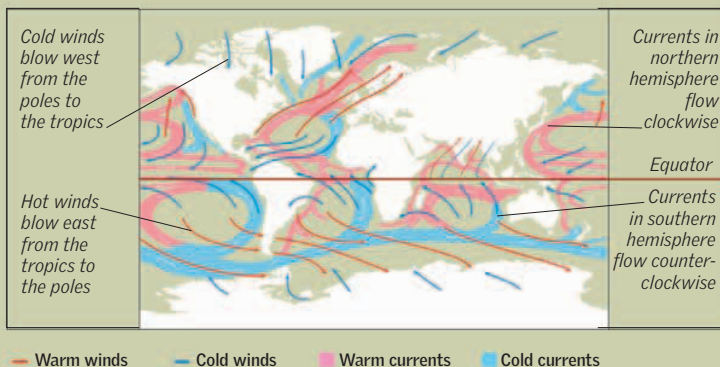 Cold winds
blow west
from the
poles to
the tropics
Hot winds
blow east
from the
tropics to
the poles
Currents in
northern
hemisphere
flow
clockwise
Equator
Currents
in southern
hemisphere
flow counter-
clockwise
Warm winds
Cold winds
Warm currents
Cold currents